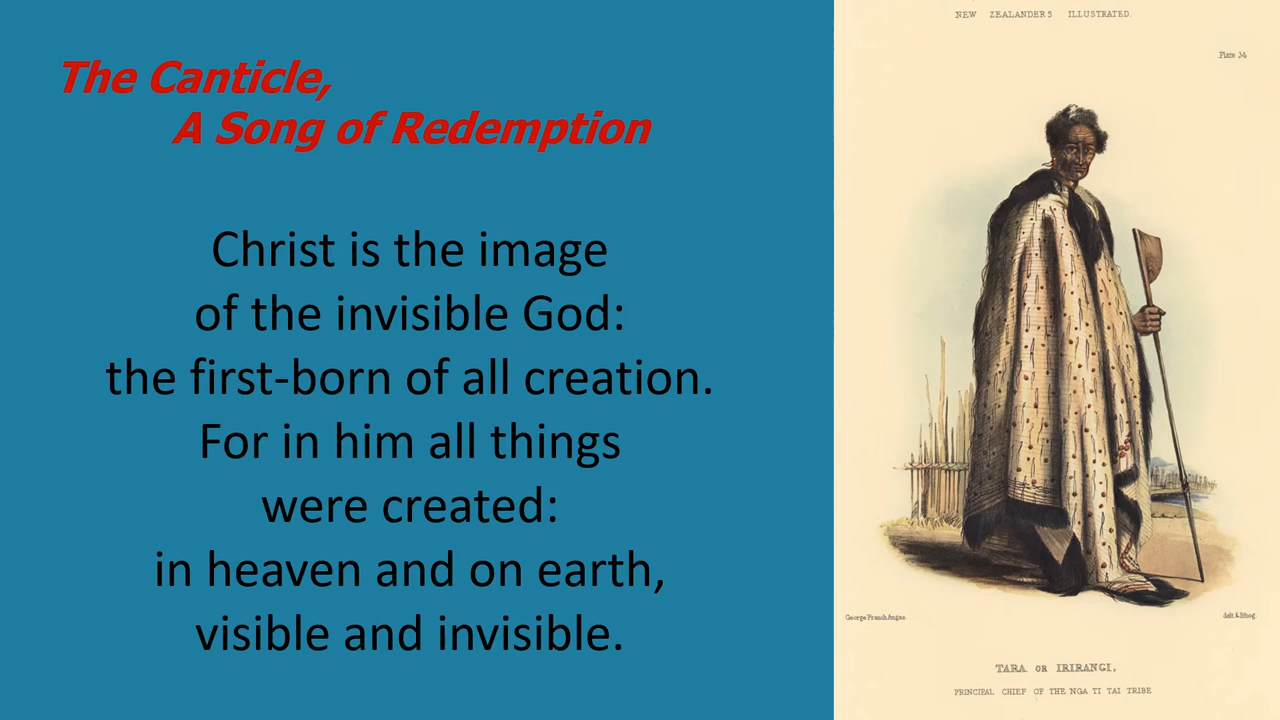 The Canticle,
A Song of Redemption
Christ is the image
of the invisible God:
the first-born of all creation.
For in him all things
were created:
in heaven and on earth,
visible and invisible.
NEW ZEALANDERS ILLUSTRATED.
Plate 34
George French Angas.
delt. & lithog.
TARA OR IRIRANGI,
PRINCIPAL CHIEF OF THE NGA TI TAI TRIBE